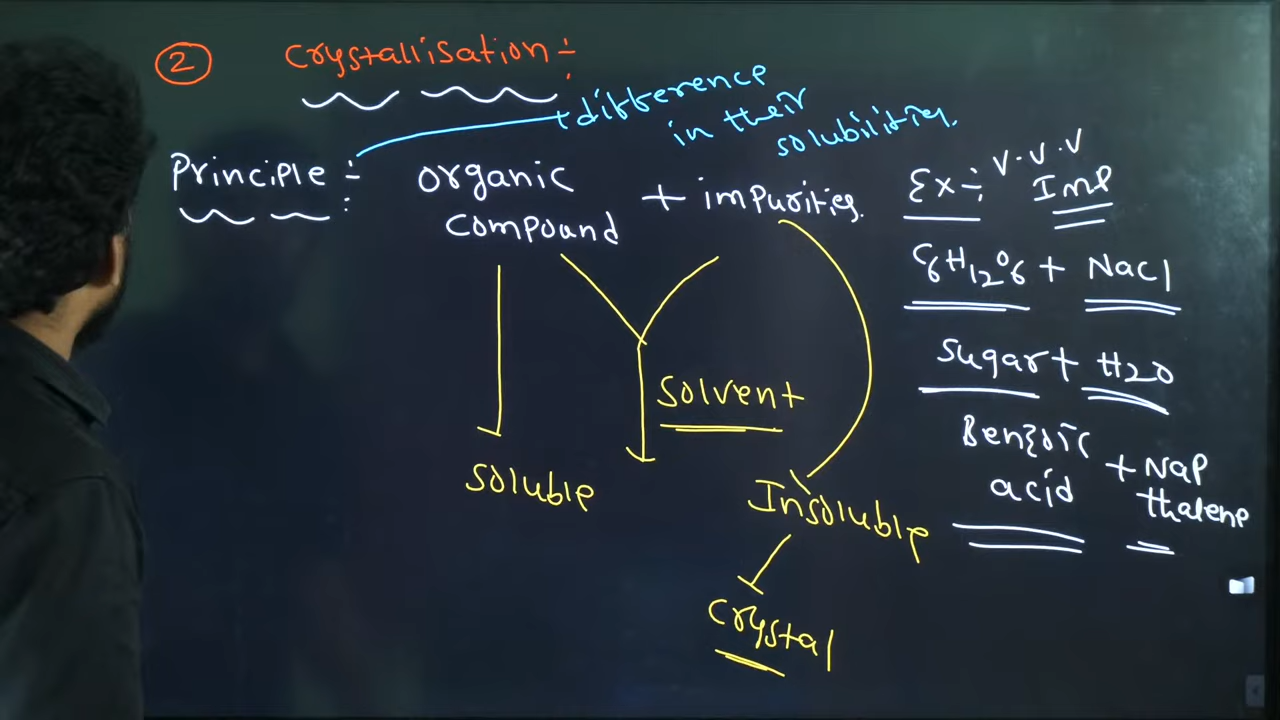 ② Crystallisation :-
difference
in their
solubilities.
Principle :- organic
compound + impurities.
Ex :- V.V.V
Imp
C6H12O6 + NaCl
Sugar + H2O
Solvent
Benzoic
acid + Nap
thalene
Soluble
Insoluble
Crystal